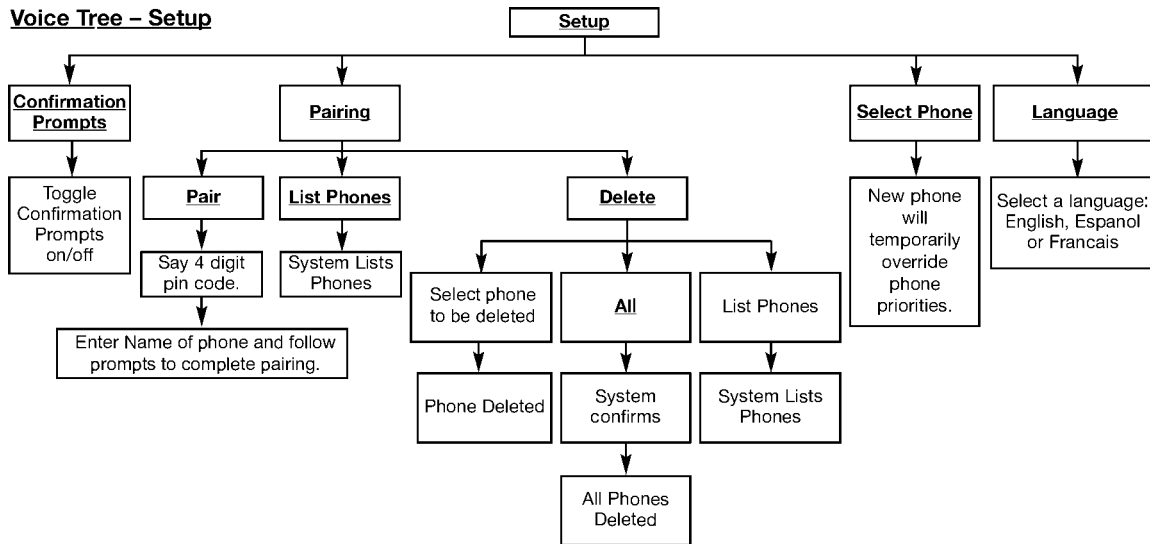 Voice Tree – Setup
Setup
Confirmation
Prompts
Pairing
Select Phone
Language
Toggle
Confirmation
Prompts
on/off
Pair
List Phones
Delete
New phone
will
temporarily
override
phone
priorities.
Select a language:
English, Espanol
or Francais
Say 4 digit
pin code.
System Lists
Phones
Select phone
to be deleted
All
List Phones
Enter Name of phone and follow
prompts to complete pairing.
Phone Deleted
System
confirms
System Lists
Phones
All Phones
Deleted